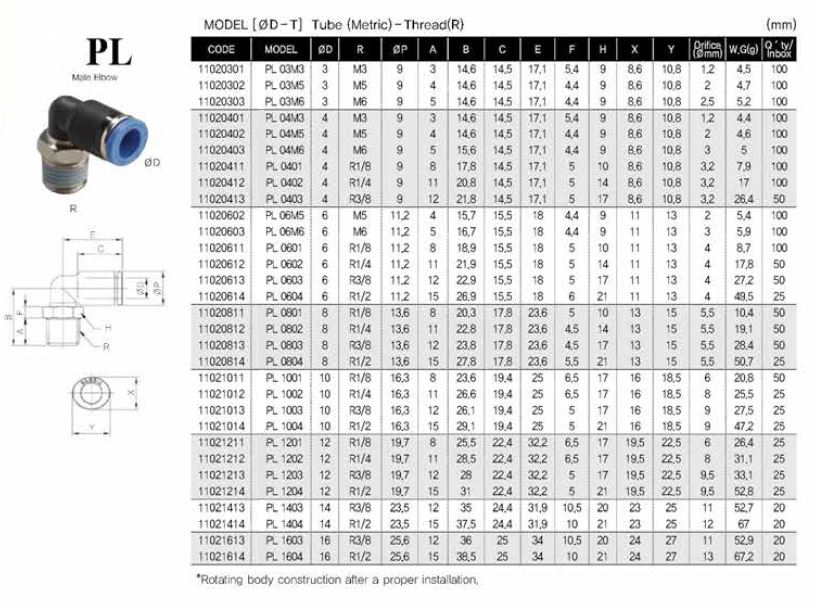 MODEL [ØD-T] Tube (Metric)-Thread(R) (mm)
PL
Male Elbow
ØD
R
E
C
ØD
ØP
B
F
A
H
R
X
Y
CODE MODEL ØD R ØP A B C E F H X Y Orifice (Ømm) W.G(g) Q'ty/Inbox
11020301 PL 03M3 3 M3 9 3 14,6 14,5 17,1 5,4 9 8,6 10,8 1,2 4,5 100
11020302 PL 03M5 3 M5 9 4 14,6 14,5 17,1 4,4 9 8,6 10,8 2 4,7 100
11020303 PL 03M6 3 M6 9 5 14,6 14,5 17,1 4,4 9 8,6 10,8 2,5 5,2 100
11020401 PL 04M3 4 M3 9 3 14,6 14,5 17,1 5,4 9 8,6 10,8 1,2 4,4 100
11020402 PL 04M5 4 M5 9 4 14,6 14,5 17,1 4,4 9 8,6 10,8 2 4,6 100
11020403 PL 04M6 4 M6 9 5 15,6 14,5 17,1 4,4 9 8,6 10,8 3 5 100
11020411 PL 0401 4 R1/8 9 8 17,8 14,5 17,1 5 10 8,6 10,8 3,2 7,9 100
11020412 PL 0402 4 R1/4 9 11 20,8 14,5 17,1 5 14 8,6 10,8 3,2 17 100
11020413 PL 0403 4 R3/8 9 12 21,8 14,5 17,1 5 17 8,6 10,8 3,2 26,4 50
11020602 PL 06M5 6 M5 11,2 4 15,7 15,5 18 4,4 9 11 13 2 5,4 100
11020603 PL 06M6 6 M6 11,2 5 16,7 15,5 18 4,4 9 11 13 3 5,9 100
11020611 PL 0601 6 R1/8 11,2 8 18,9 15,5 18 5 10 11 13 4 8,7 100
11020612 PL 0602 6 R1/4 11,2 11 21,9 15,5 18 5 14 11 13 4 17,8 50
11020613 PL 0603 6 R3/8 11,2 12 22,9 15,5 18 5 17 11 13 4 27,2 50
11020614 PL 0604 6 R1/2 11,2 15 26,9 15,5 18 6 21 11 13 4 49,5 25
11020811 PL 0801 8 R1/8 13,6 8 20,3 17,8 23,6 5 10 13 15 5,5 10,4 50
11020812 PL 0802 8 R1/4 13,6 11 22,8 17,8 23,6 4,5 14 13 15 5,5 19,1 50
11020813 PL 0803 8 R3/8 13,6 12 23,8 17,8 23,6 4,5 17 13 15 5,5 28,4 50
11020814 PL 0804 8 R1/2 13,6 15 27,8 17,8 23,6 5,5 21 13 15 5,5 50,7 25
11021011 PL 1001 10 R1/8 16,3 8 23,6 19,4 25 6,5 17 16 18,5 6 20,8 50
11021012 PL 1002 10 R1/4 16,3 11 26,6 19,4 25 6,5 17 16 18,5 8 25,5 25
11021013 PL 1003 10 R3/8 16,3 12 26,1 19,4 25 5 17 16 18,5 9 27,5 25
11021014 PL 1004 10 R1/2 16,3 15 29,1 19,4 25 5 21 16 18,5 9 47,2 25
11021211 PL 1201 12 R1/8 19,7 8 25,5 22,4 32,2 6,5 17 19,5 22,5 6 26,4 25
11021212 PL 1202 12 R1/4 19,7 11 28,5 22,4 32,2 6,5 17 19,5 22,5 8 31,1 25
11021213 PL 1203 12 R3/8 19,7 12 28 22,4 32,2 5 17 19,5 22,5 9,5 33,1 25
11021214 PL 1204 12 R1/2 19,7 15 31 22,4 32,2 5 21 19,5 22,5 9,5 52,8 25
11021413 PL 1403 14 R3/8 23,5 12 35 24,4 31,9 10,5 20 23 25 11 52,7 20
11021414 PL 1404 14 R1/2 23,5 15 37,5 24,4 31,9 10 21 23 25 12 67 20
11021613 PL 1603 16 R3/8 25,6 12 36 25 34 10,5 20 24 27 11 52,9 20
11021614 PL 1604 16 R1/2 25,6 15 38,5 25 34 10 21 24 27 13 67,2 20
*Rotating body construction after a proper installation.